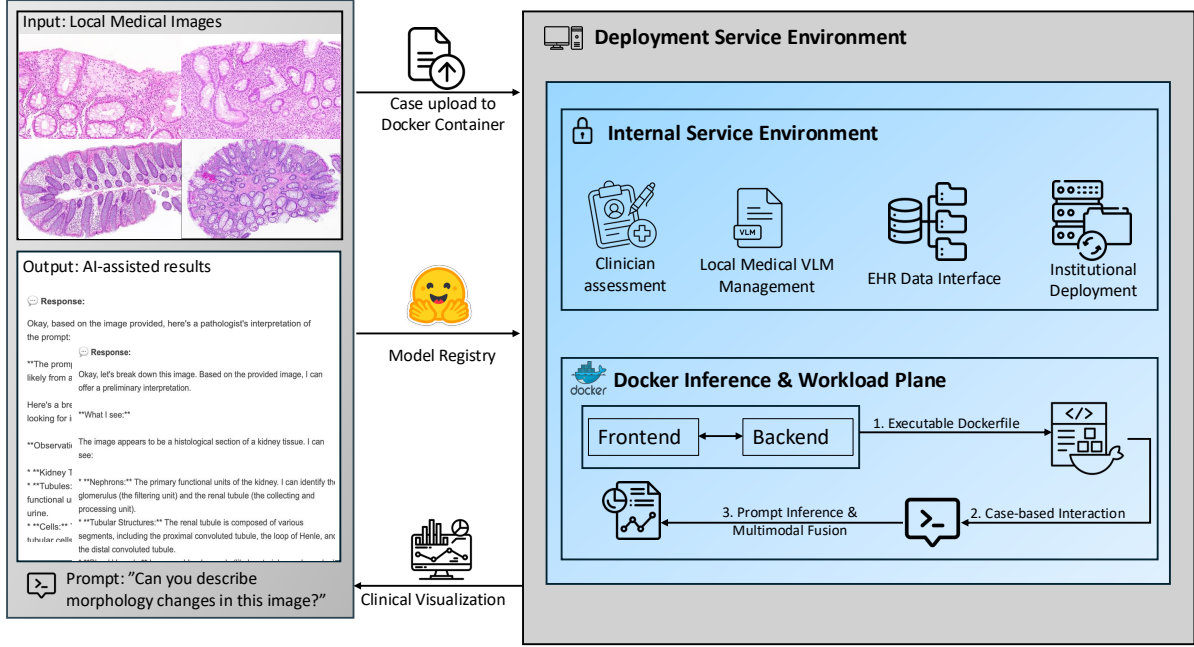 Input: Local Medical Images
Output: AI-assisted results
Response:
Okay, based on the image provided, here's a pathologist's interpretation of
the prompt:
**The prom
likely from a
Here's a bre
looking for i
**Observati
* **Kidney T
* **Tubules:
functional u
urine.
* **Cells:**
tubular cells
Response:
Okay, let's break down this image. Based on the provided image, I can
offer a preliminary interpretation.
**What I see:**
The image appears to be a histological section of a kidney tissue. I can
see:
* **Nephrons:** The primary functional units of the kidney. I can identify the
glomerulus (the filtering unit) and the renal tubule (the collecting and
processing unit).
* **Tubular Structures:** The renal tubule is composed of various
segments, including the proximal convoluted tubule, the loop of Henle, and
the distal convoluted tubule.
Prompt: ”Can you describe
morphology changes in this image?”
Case upload to
Docker Container
Model Registry
Clinical Visualization
Deployment Service Environment
Internal Service Environment
Clinician
assessment
VLM
Local Medical VLM
Management
EHR Data Interface
Institutional
Deployment
docker
Docker Inference & Workload Plane
Frontend
Backend
1. Executable Dockerfile
</>
2. Case-based Interaction
>_
3. Prompt Inference &
Multimodal Fusion